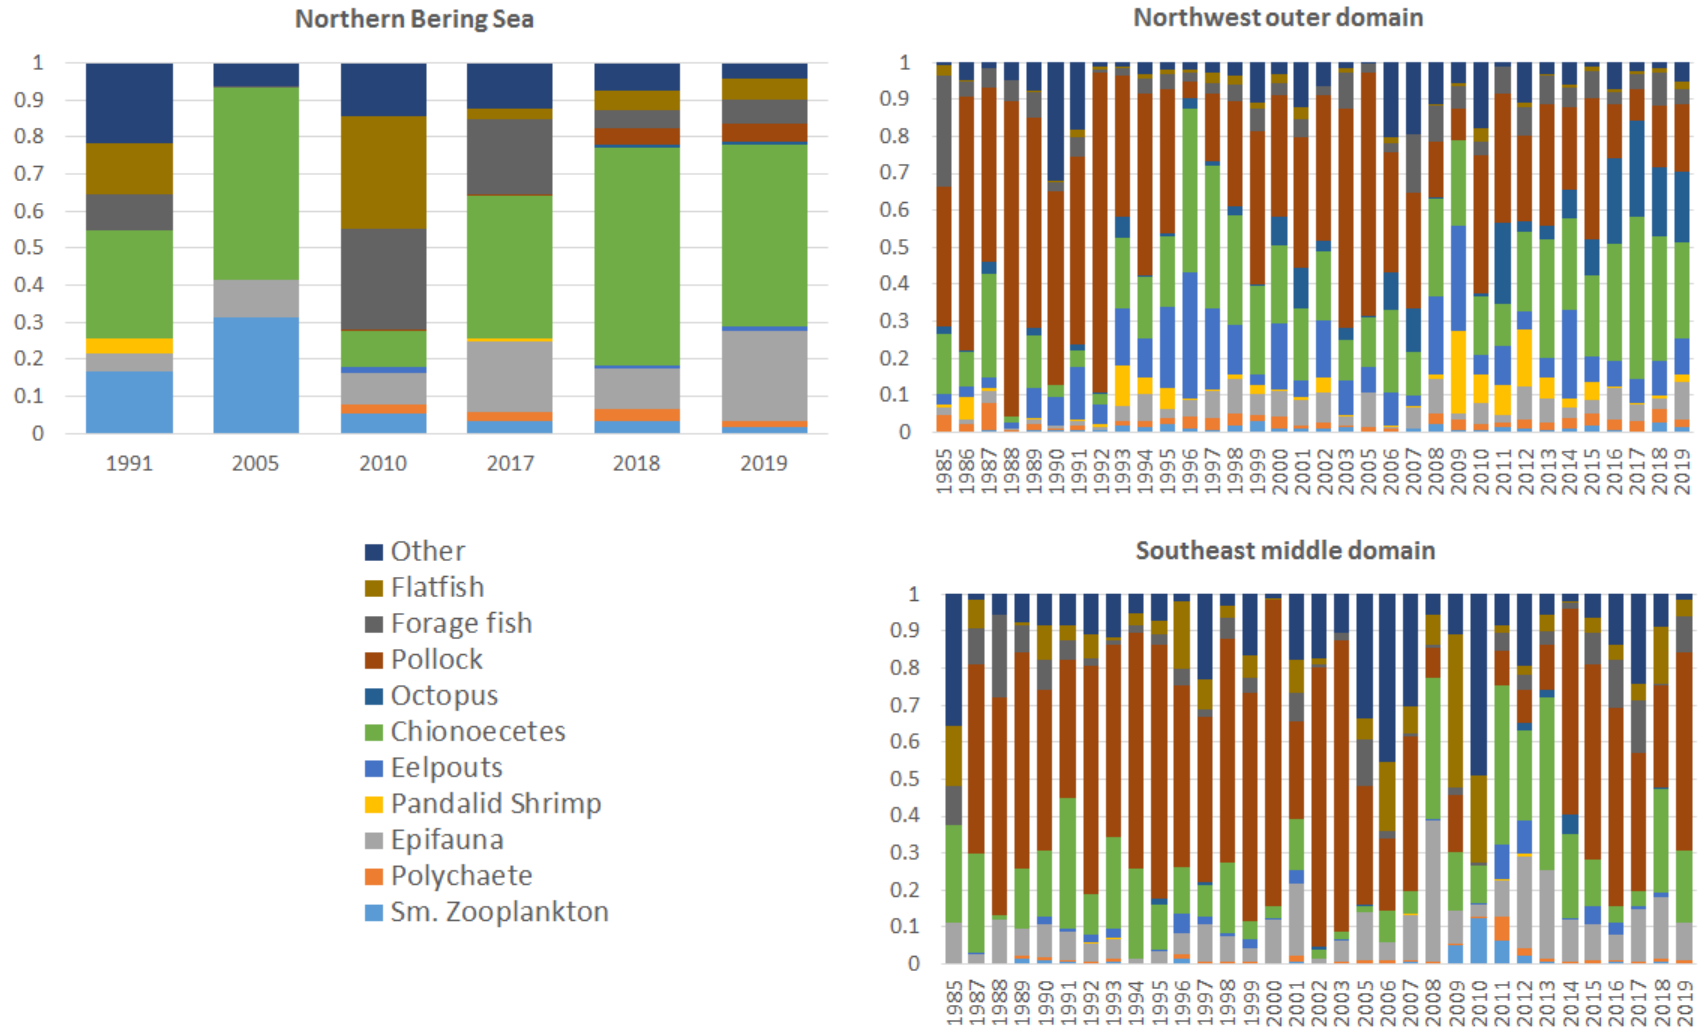 Northern Bering Sea
1
0.9
0.8
0.7
0.6
0.5
0.4
0.3
0.2
0.1
0
1991 2005 2010 2017 2018 2019
Northwest outer domain
1
0.9
0.8
0.7
0.6
0.5
0.4
0.3
0.2
0.1
0
1985 1986 1987 1988 1989 1990 1991 1992 1993 1994 1995 1996 1997 1998 1999 2000 2001 2002 2003 2005 2006 2007 2008 2009 2010 2011 2012 2013 2014 2015 2016 2017 2018 2019
Other
Flatfish
Forage fish
Pollock
Octopus
Chionoecetes
Eelpouts
Pandalid Shrimp
Epifauna
Polychaete
Sm. Zooplankton
Southeast middle domain
1
0.9
0.8
0.7
0.6
0.5
0.4
0.3
0.2
0.1
0
1985 1987 1988 1989 1990 1991 1992 1993 1994 1995 1996 1997 1998 1999 2000 2001 2002 2003 2005 2006 2007 2008 2009 2010 2011 2012 2013 2014 2015 2016 2017 2018 2019